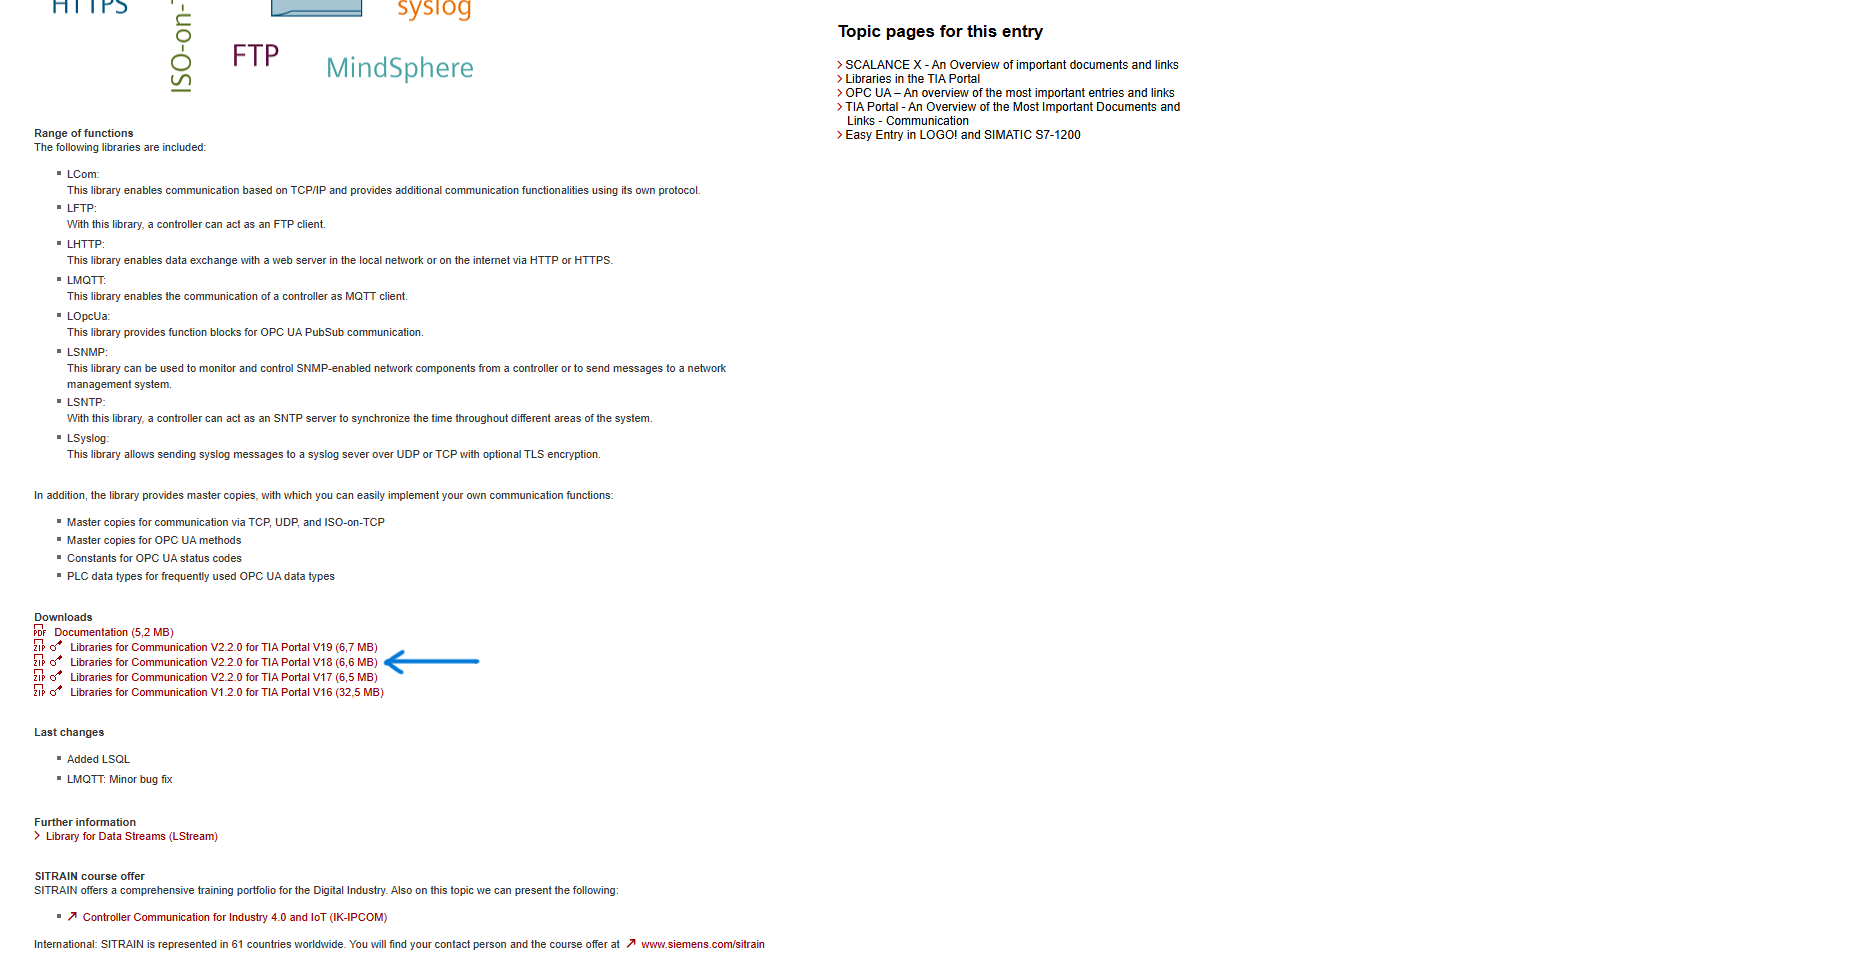 HTTPS
ISO-on-
syslog
FTP
MindSphere
Range of functions
The following libraries are included:
LCom:
This library enables communication based on TCP/IP and provides additional communication functionalities using its own protocol.
LFTP:
With this library, a controller can act as an FTP client.
LHTTP:
This library enables data exchange with a web server in the local network or on the internet via HTTP or HTTPS.
LMQTT:
This library enables the communication of a controller as MQTT client.
LOpcUa:
This library provides function blocks for OPC UA PubSub communication.
LSNMP:
This library can be used to monitor and control SNMP-enabled network components from a controller or to send messages to a network
management system.
LSNTP:
With this library, a controller can act as an SNTP server to synchronize the time throughout different areas of the system.
LSyslog:
This library allows sending syslog messages to a syslog sever over UDP or TCP with optional TLS encryption.
In addition, the library provides master copies, with which you can easily implement your own communication functions:
Master copies for communication via TCP, UDP, and ISO-on-TCP
Master copies for OPC UA methods
Constants for OPC UA status codes
PLC data types for frequently used OPC UA data types
Downloads
PDF Documentation (5,2 MB)
ZIP Libraries for Communication V2.2.0 for TIA Portal V19 (6,7 MB)
ZIP Libraries for Communication V2.2.0 for TIA Portal V18 (6,6 MB)
ZIP Libraries for Communication V2.2.0 for TIA Portal V17 (6,5 MB)
ZIP Libraries for Communication V1.2.0 for TIA Portal V16 (32,5 MB)
Last changes
Added LSQL
LMQTT: Minor bug fix
Further information
Library for Data Streams (LStream)
SITRAIN course offer
SITRAIN offers a comprehensive training portfolio for the Digital Industry. Also on this topic we can present the following:
Controller Communication for Industry 4.0 and IoT (IK-IPCOM)
International: SITRAIN is represented in 61 countries worldwide. You will find your contact person and the course offer at www.siemens.com/sitrain
Topic pages for this entry
SCALANCE X - An Overview of important documents and links
Libraries in the TIA Portal
OPC UA – An overview of the most important entries and links
TIA Portal - An Overview of the Most Important Documents and
Links - Communication
Easy Entry in LOGO! and SIMATIC S7-1200